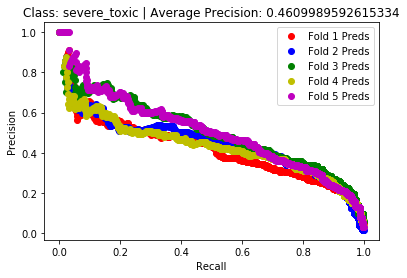 Class: severe_toxic | Average Precision: 0.4609989592615334
1.0
0.8
0.6
0.4
0.2
0.0
Precision
Fold 1 Preds
Fold 2 Preds
Fold 3 Preds
Fold 4 Preds
Fold 5 Preds
0.0 0.2 0.4 0.6 0.8 1.0
Recall